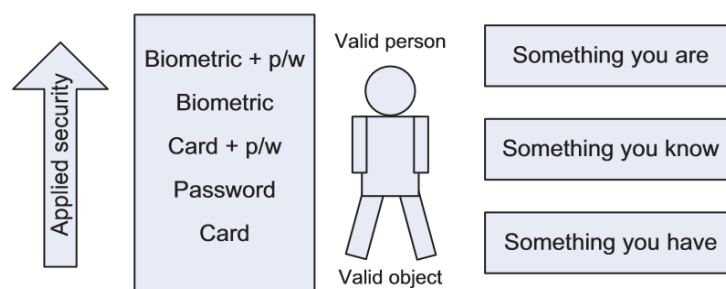 Applied security
Biometric + p/w
Biometric
Card + p/w
Password
Card
Valid person
Valid object
Something you are
Something you know
Something you have